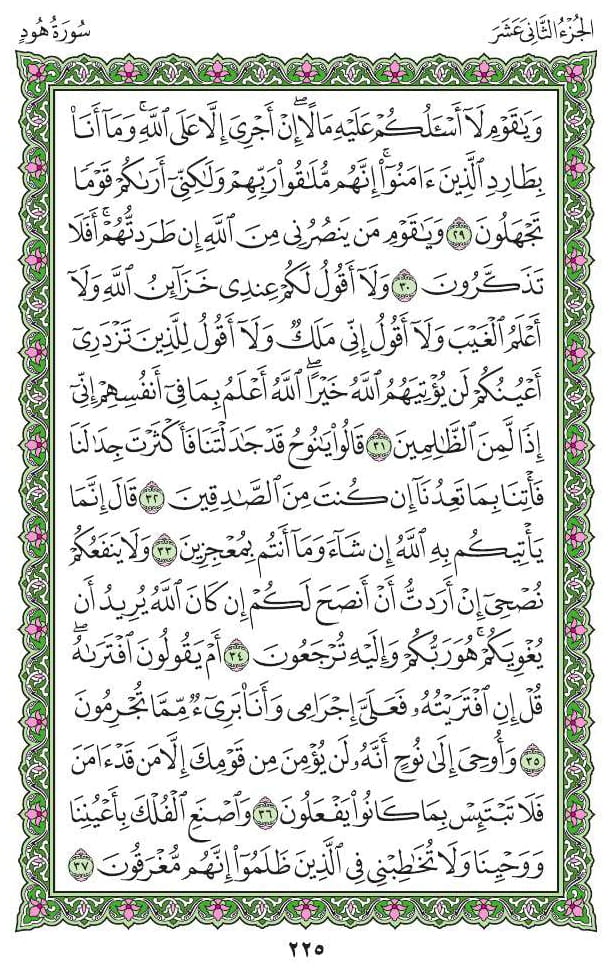 الجُزْءُ الثَّانِي عَشَرَ
سُورَةُ هُودٍ
وَيَٰقَوْمِ لَآ أَسْـَٔلُكُمْ عَلَيْهِ مَالًا ۖ إِنْ أَجْرِىَ إِلَّا عَلَى ٱللَّهِ ۚ وَمَآ أَنَا۠
بِطَارِدِ ٱلَّذِينَ ءَامَنُوٓا۟ ۚ إِنَّهُم مُّلَٰقُوا۟ رَبِّهِمْ وَلَٰكِنِّىٓ أَرَىٰكُمْ قَوْمًا
تَجْهَلُونَ ٢٩ وَيَٰقَوْمِ مَن يَنصُرُنِى مِنَ ٱللَّهِ إِن طَرَدتُّهُمْ ۚ أَفَلَا
تَذَكَّرُونَ ٣٠ وَلَآ أَقُولُ لَكُمْ عِندِى خَزَآئِنُ ٱللَّهِ وَلَآ
أَعْلَمُ ٱلْغَيْبَ وَلَآ أَقُولُ إِنِّى مَلَكٌ وَلَآ أَقُولُ لِلَّذِينَ تَزْدَرِىٓ
أَعْيُنُكُمْ لَن يُؤْتِيَهُمُ ٱللَّهُ خَيْرًا ۖ ٱللَّهُ أَعْلَمُ بِمَا فِىٓ أَنفُسِهِمْ إِنِّىٓ
إِذًا لَّمِنَ ٱلظَّٰلِمِينَ ٣١ قَالُوا۟ يَٰنُوحُ قَدْ جَٰدَلْتَنَا فَأَكْثَرْتَ جِدَٰلَنَا
فَأْتِنَا بِمَا تَعِدُنَآ إِن كُنتَ مِنَ ٱلصَّٰدِقِينَ ٣٢ قَالَ إِنَّمَا
يَأْتِيكُم بِهِ ٱللَّهُ إِن شَآءَ وَمَآ أَنتُم بِمُعْجِزِينَ ٣٣ وَلَا يَنفَعُكُمْ
نُصْحِىٓ إِنْ أَرَدتُّ أَنْ أَنصَحَ لَكُمْ إِن كَانَ ٱللَّهُ يُرِيدُ أَن
يُغْوِيَكُمْ ۚ هُوَ رَبُّكُمْ وَإِلَيْهِ تُرْجَعُونَ ٣٤ أَمْ يَقُولُونَ ٱفْتَرَىٰهُ ۖ
قُلْ إِنِ ٱفْتَرَيْتُهُۥ فَعَلَىَّ إِجْرَامِى وَأَنَا۠ بَرِىٓءٌ مِّمَّا تُجْرِمُونَ
٣٥ وَأُوحِىَ إِلَىٰ نُوحٍ أَنَّهُۥ لَن يُؤْمِنَ مِن قَوْمِكَ إِلَّا مَن قَدْ ءَامَنَ
فَلَا تَبْتَئِسْ بِمَا كَانُوا۟ يَفْعَلُونَ ٣٦ وَٱصْنَعِ ٱلْفُلْكَ بِأَعْيُنِنَا
وَوَحْيِنَا وَلَا تُخَٰطِبْنِى فِى ٱلَّذِينَ ظَلَمُوٓا۟ ۚ إِنَّهُم مُّغْرَقُونَ ٣٧
٢٢٥